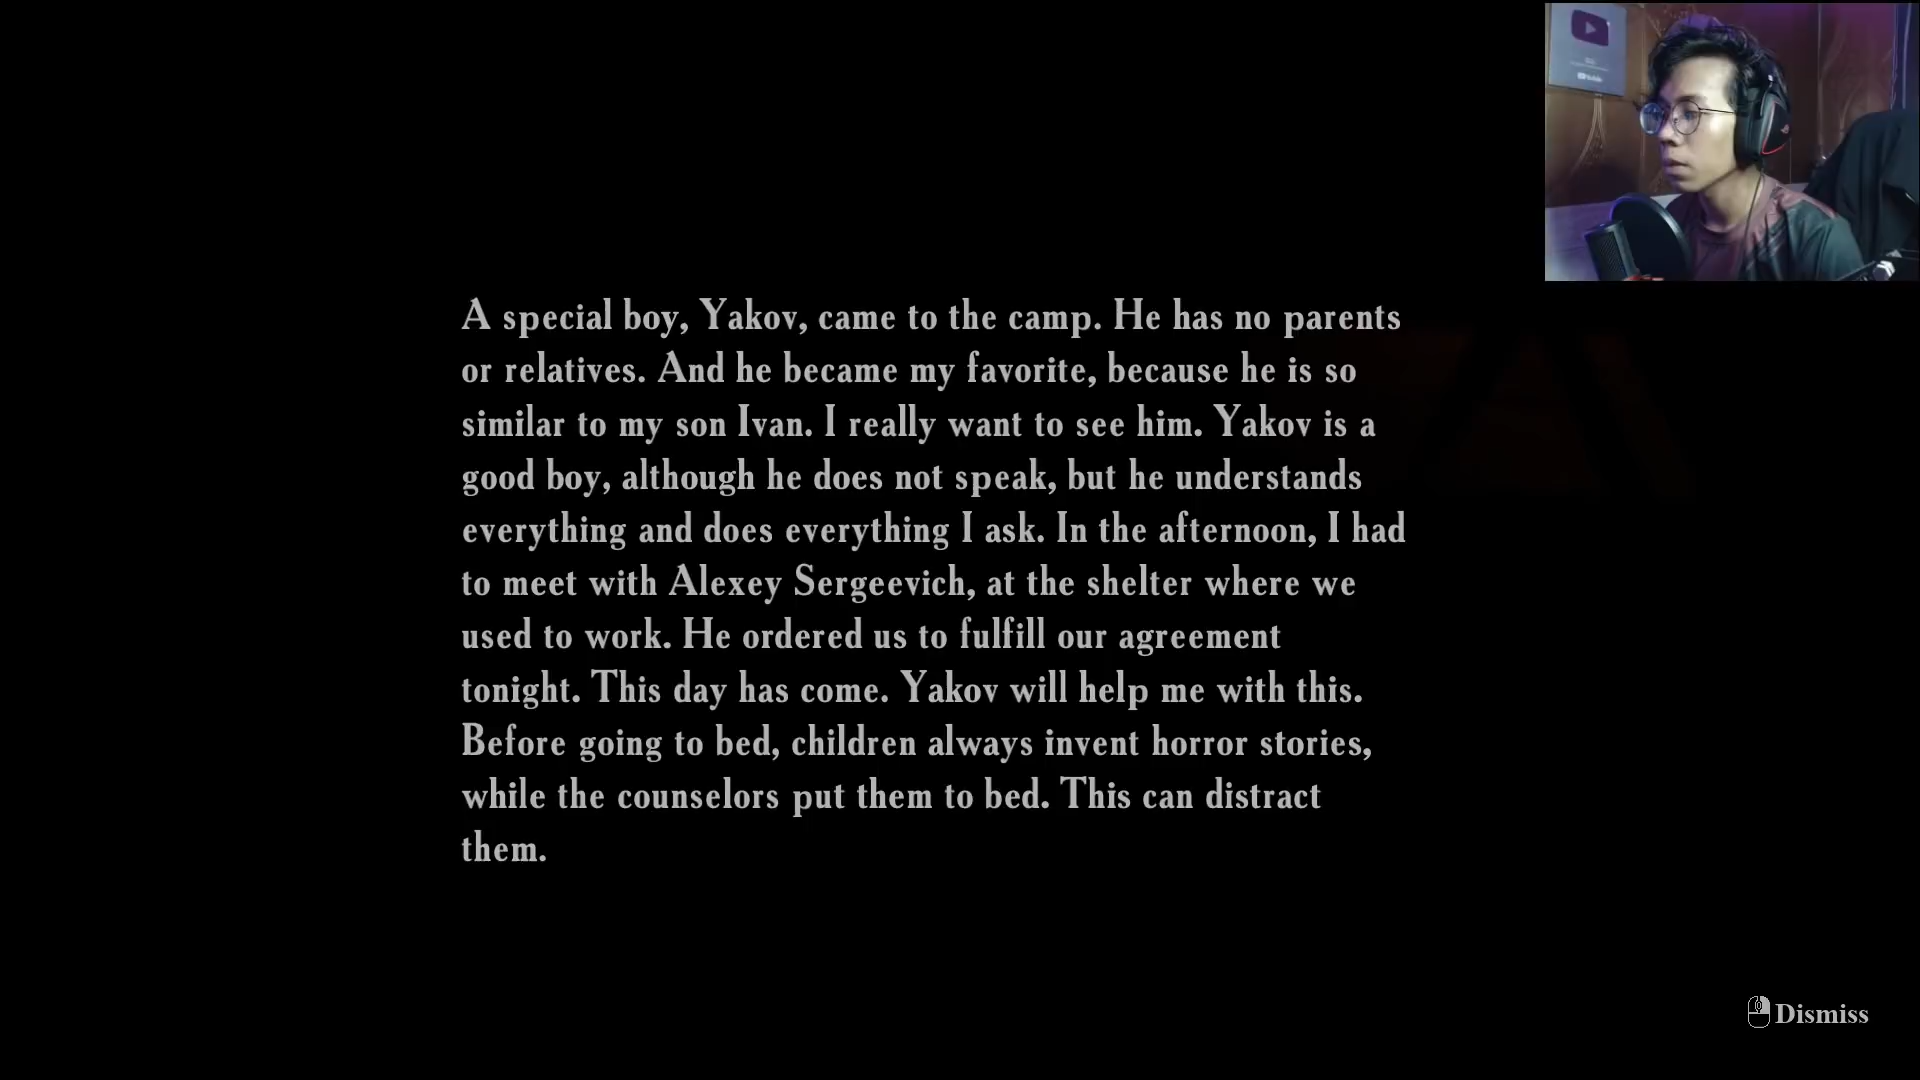 A special boy, Yakov, came to the camp. He has no parents
or relatives. And he became my favorite, because he is so
similar to my son Ivan. I really want to see him. Yakov is a
good boy, although he does not speak, but he understands
everything and does everything I ask. In the afternoon, I had
to meet with Alexey Sergeevich, at the shelter where we
used to work. He ordered us to fulfill our agreement
tonight. This day has come. Yakov will help me with this.
Before going to bed, children always invent horror stories,
while the counselors put them to bed. This can distract
them.
Dismiss